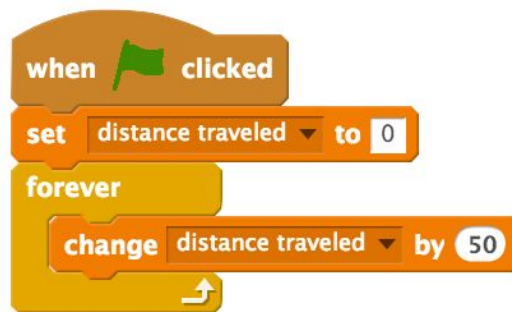 when clicked
set distance traveled to 0
forever
change distance traveled by 50